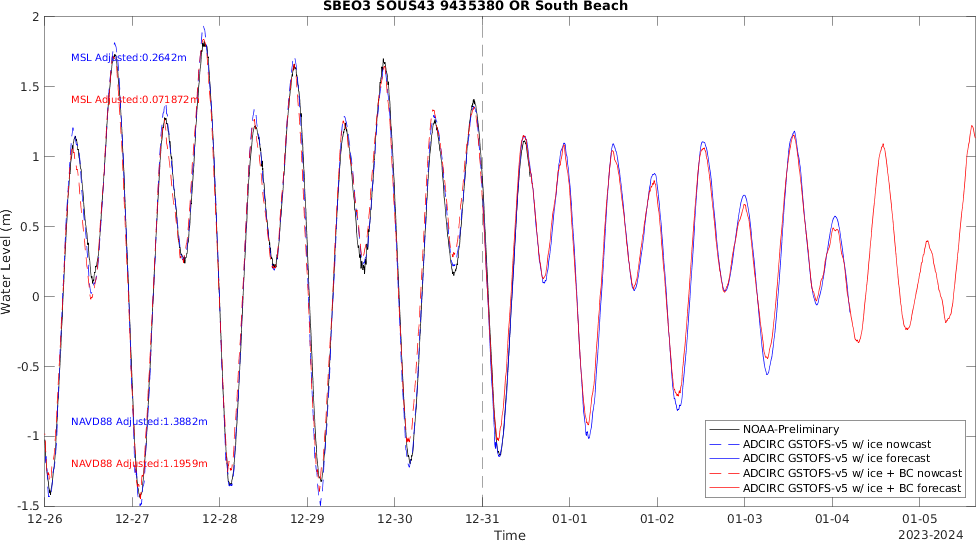 SBEO3 SOUS43 9435380 OR South Beach
Water Level (m)
2
1.5
1
0.5
0
-0.5
-1
-1.5
MSL Adjusted:0.2642m
MSL Adjusted:0.071872m
NAVD88 Adjusted:1.3882m
NAVD88 Adjusted:1.1959m
NOAA-Preliminary
ADCIRC GSTOFS-v5 w/ ice nowcast
ADCIRC GSTOFS-v5 w/ ice forecast
ADCIRC GSTOFS-v5 w/ ice + BC nowcast
ADCIRC GSTOFS-v5 w/ ice + BC forecast
12-26 12-27 12-28 12-29 12-30 12-31 01-01 01-02 01-03 01-04 01-05
Time
2023-2024